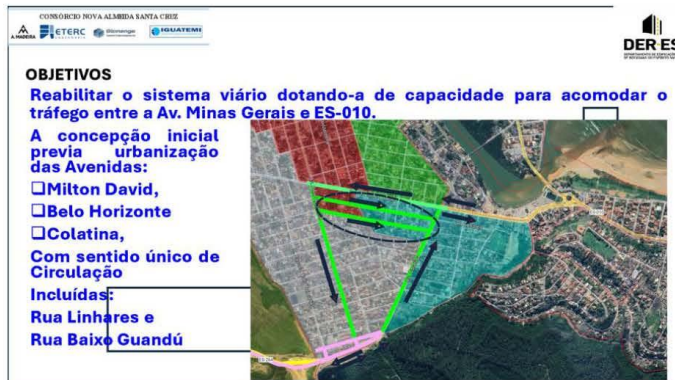 CONSÓRCIO NOVA ALMEIDA SANTA CRUZ
A. MADEIRA
ETERC
ENGENHARIA
IGUATEMI
DER-ES
OBJETIVOS
Reabilitar o sistema viário dotando-a de capacidade para acomodar o
tráfego entre a Av. Minas Gerais e ES-010.
A concepção inicial
previa urbanização
das Avenidas:
❑Milton David,
❑Belo Horizonte
❑Colatina,
Com sentido único de
Circulação
Incluídas:
Rua Linhares e
Rua Baixo Guandú